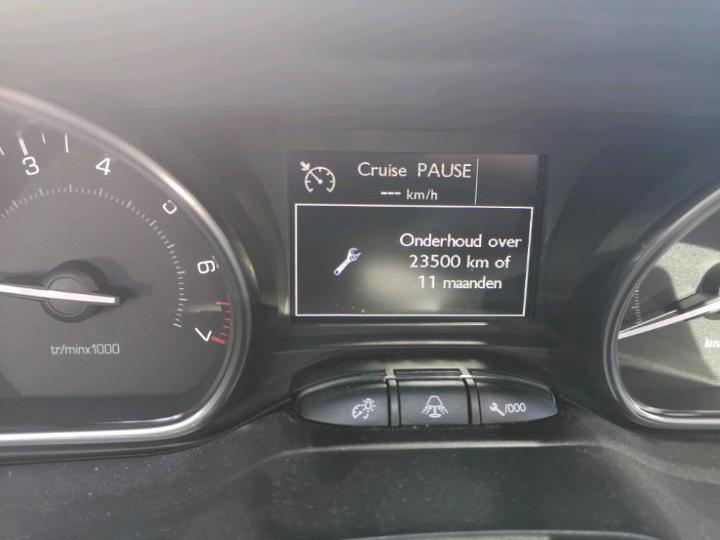 3
4
5
6
7
tr/minx1000
Cruise PAUSE
--- km/h
Onderhoud over
23500 km of
11 maanden
/000